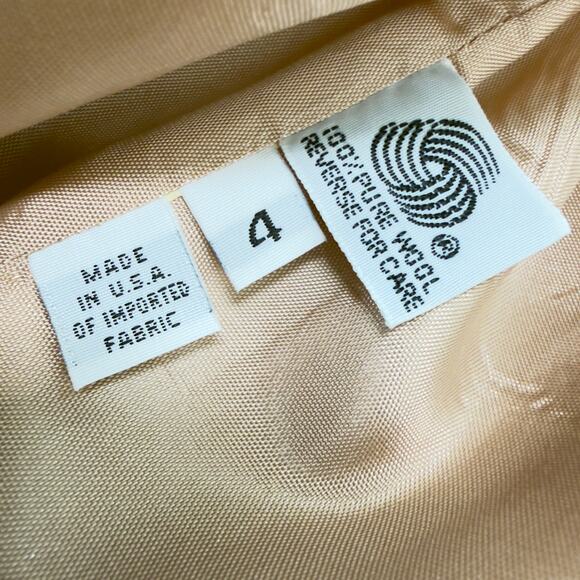 MADE
IN U.S.A.
OF IMPORTED
FABRIC
4
®
100% PURE WOOL
REVERSE FOR CARE